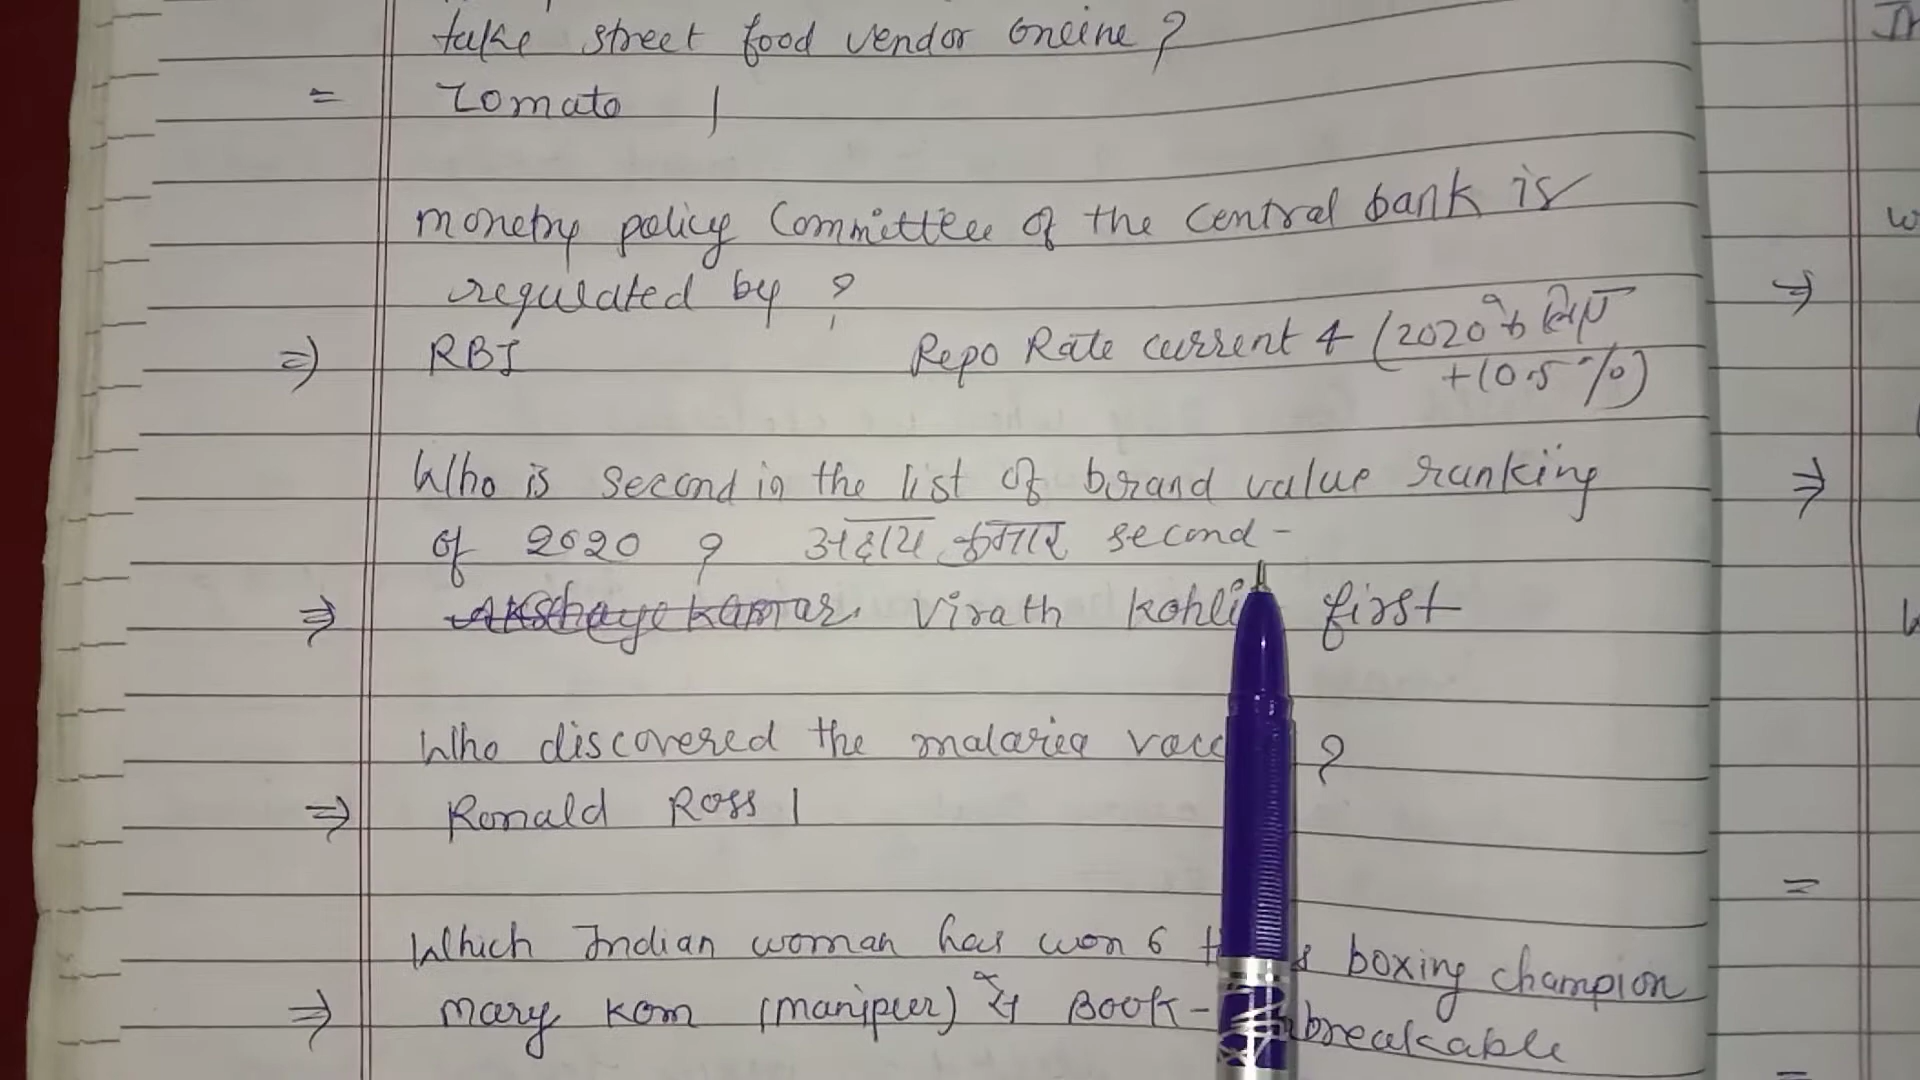 take street food vendor online?
= Zomato |
monetry policy Committee of the central bank is
regulated by ?
⇒ RBI Repo Rate current 4 (2020 के लिए
+(0.5%)
Who is second in the list of brand value ranking
of 2020 ? अक्षय कुमार second -
⇒ Akschaye Kumar. Virath Kohli first
Who discovered the malaria ?
⇒ Ronald Ross |
Which Indian woman has won 6 boxing champion
⇒ mary Kom (manipur) Book -